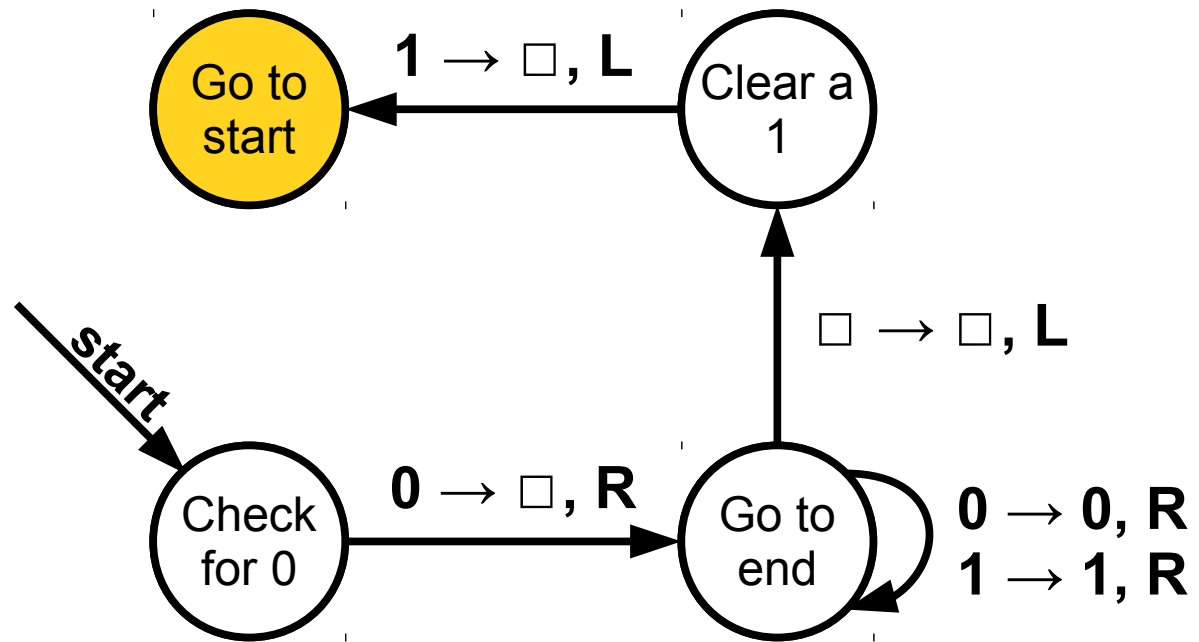 1 → □, L
Go to
start
Clear a
1
□ → □, L
start
0 → □, R
Check
for 0
Go to
end
0 → 0, R
1 → 1, R